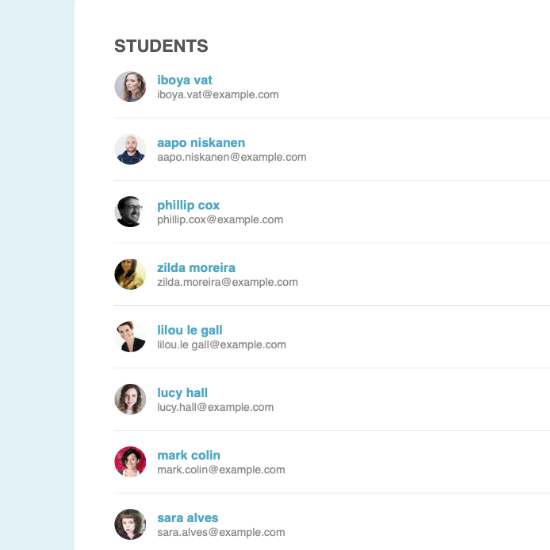 STUDENTS
iboya vat
iboya.vat@example.com
aapo niskanen
aapo.niskanen@example.com
phillip cox
phillip.cox@example.com
zilda moreira
zilda.moreira@example.com
lilou le gall
lilou.le gall@example.com
lucy hall
lucy.hall@example.com
mark colin
mark.colin@example.com
sara alves
sara.alves@example.com